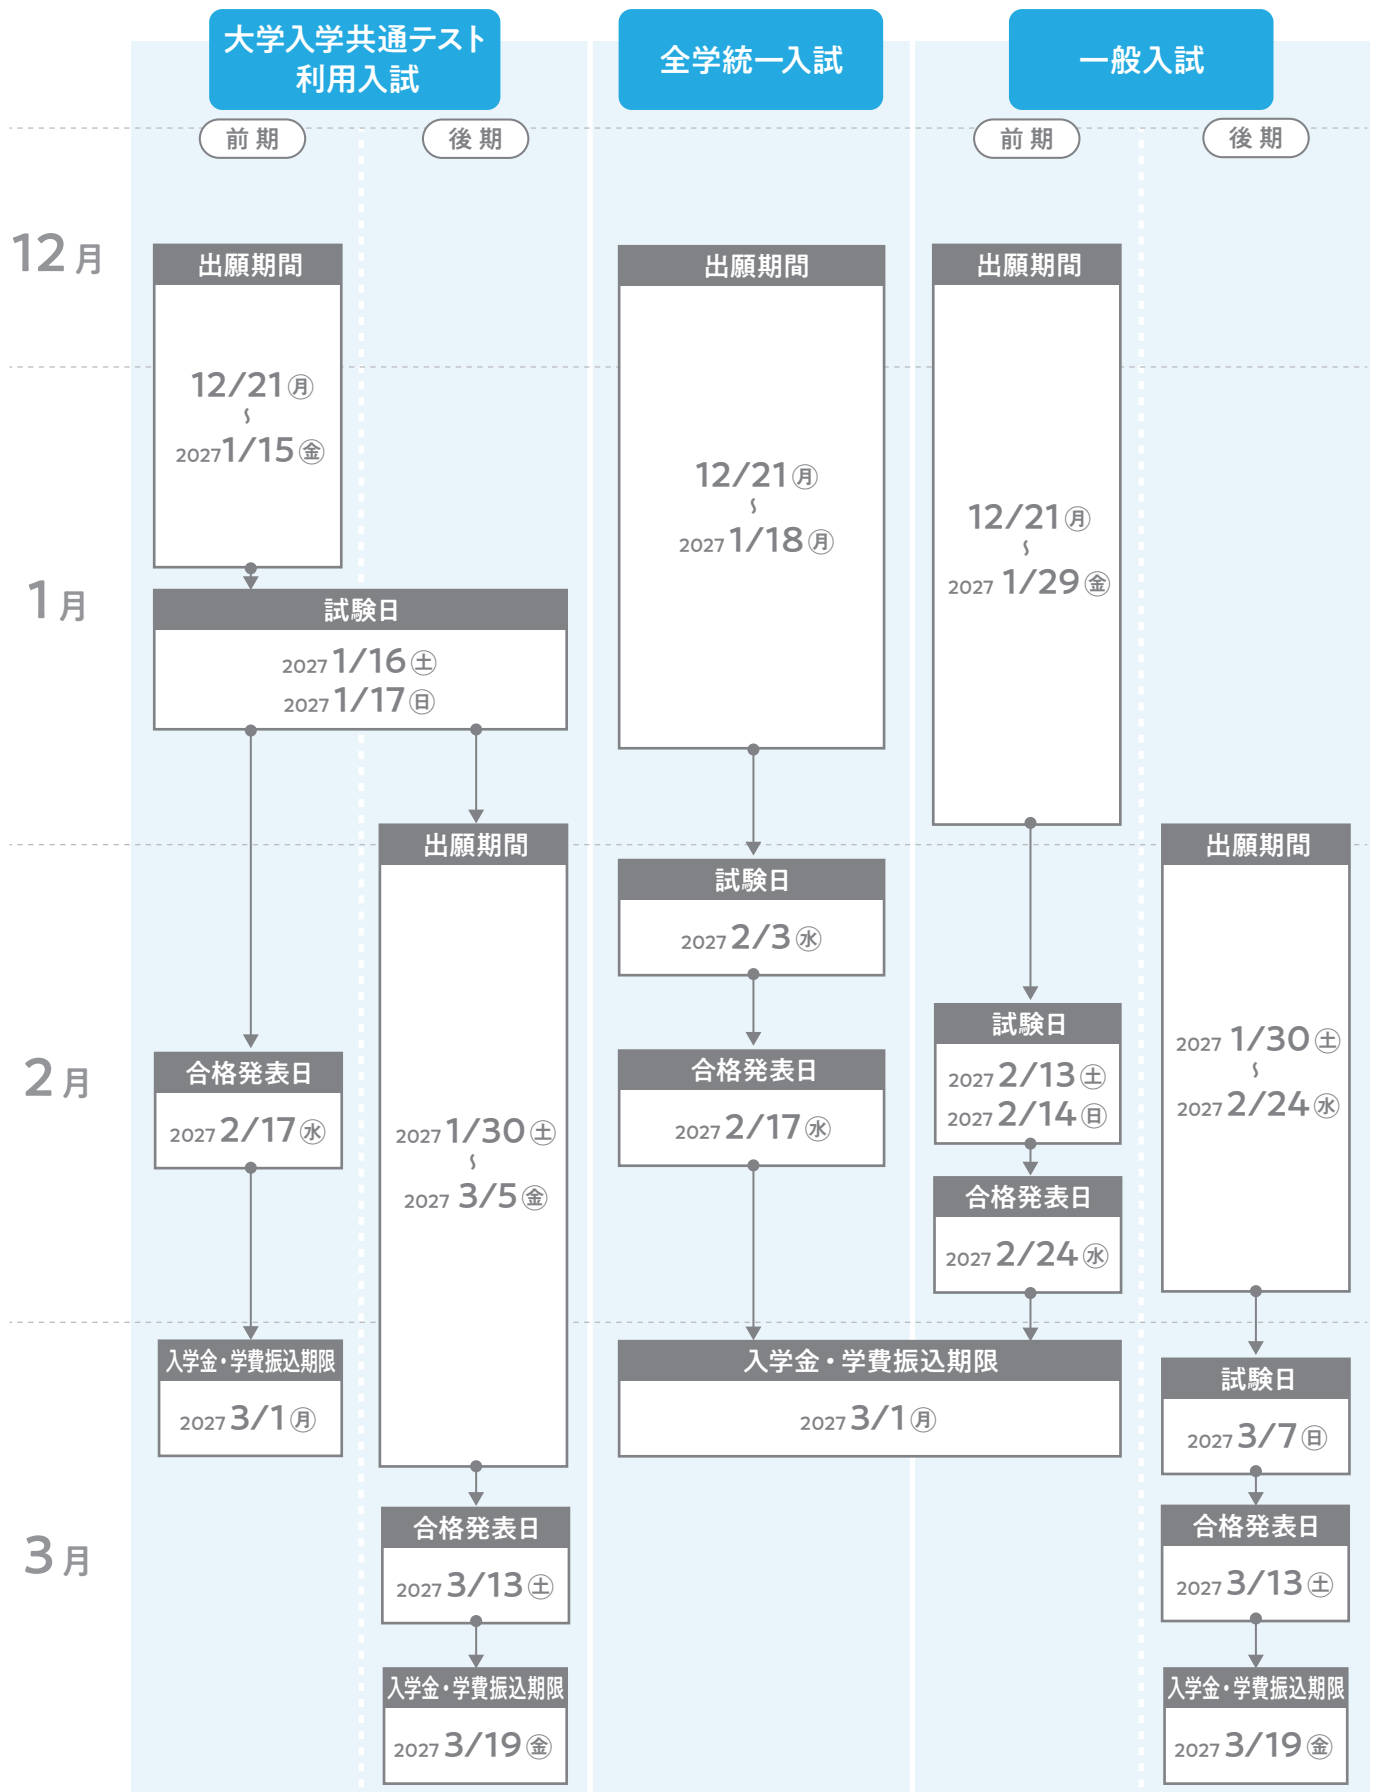 大学入学共通テスト
利用入試
全学統一入試
一般入試
前期
後期
前期
後期
12月
1月
2月
3月
出願期間
12/21㊊
〜
2027 1/15㊎
試験日
2027 1/16㊏
2027 1/17㊐
合格発表日
2027 2/17㊌
入学金・学費振込期限
2027 3/1㊊
出願期間
2027 1/30㊏
〜
2027 3/5㊎
合格発表日
2027 3/13㊏
入学金・学費振込期限
2027 3/19㊎
出願期間
12/21㊊
〜
2027 1/18㊊
試験日
2027 2/3㊌
合格発表日
2027 2/17㊌
出願期間
12/21㊊
〜
2027 1/29㊎
試験日
2027 2/13㊏
2027 2/14㊐
合格発表日
2027 2/24㊌
入学金・学費振込期限
2027 3/1㊊
出願期間
2027 1/30㊏
〜
2027 2/24㊌
試験日
2027 3/7㊐
合格発表日
2027 3/13㊏
入学金・学費振込期限
2027 3/19㊎